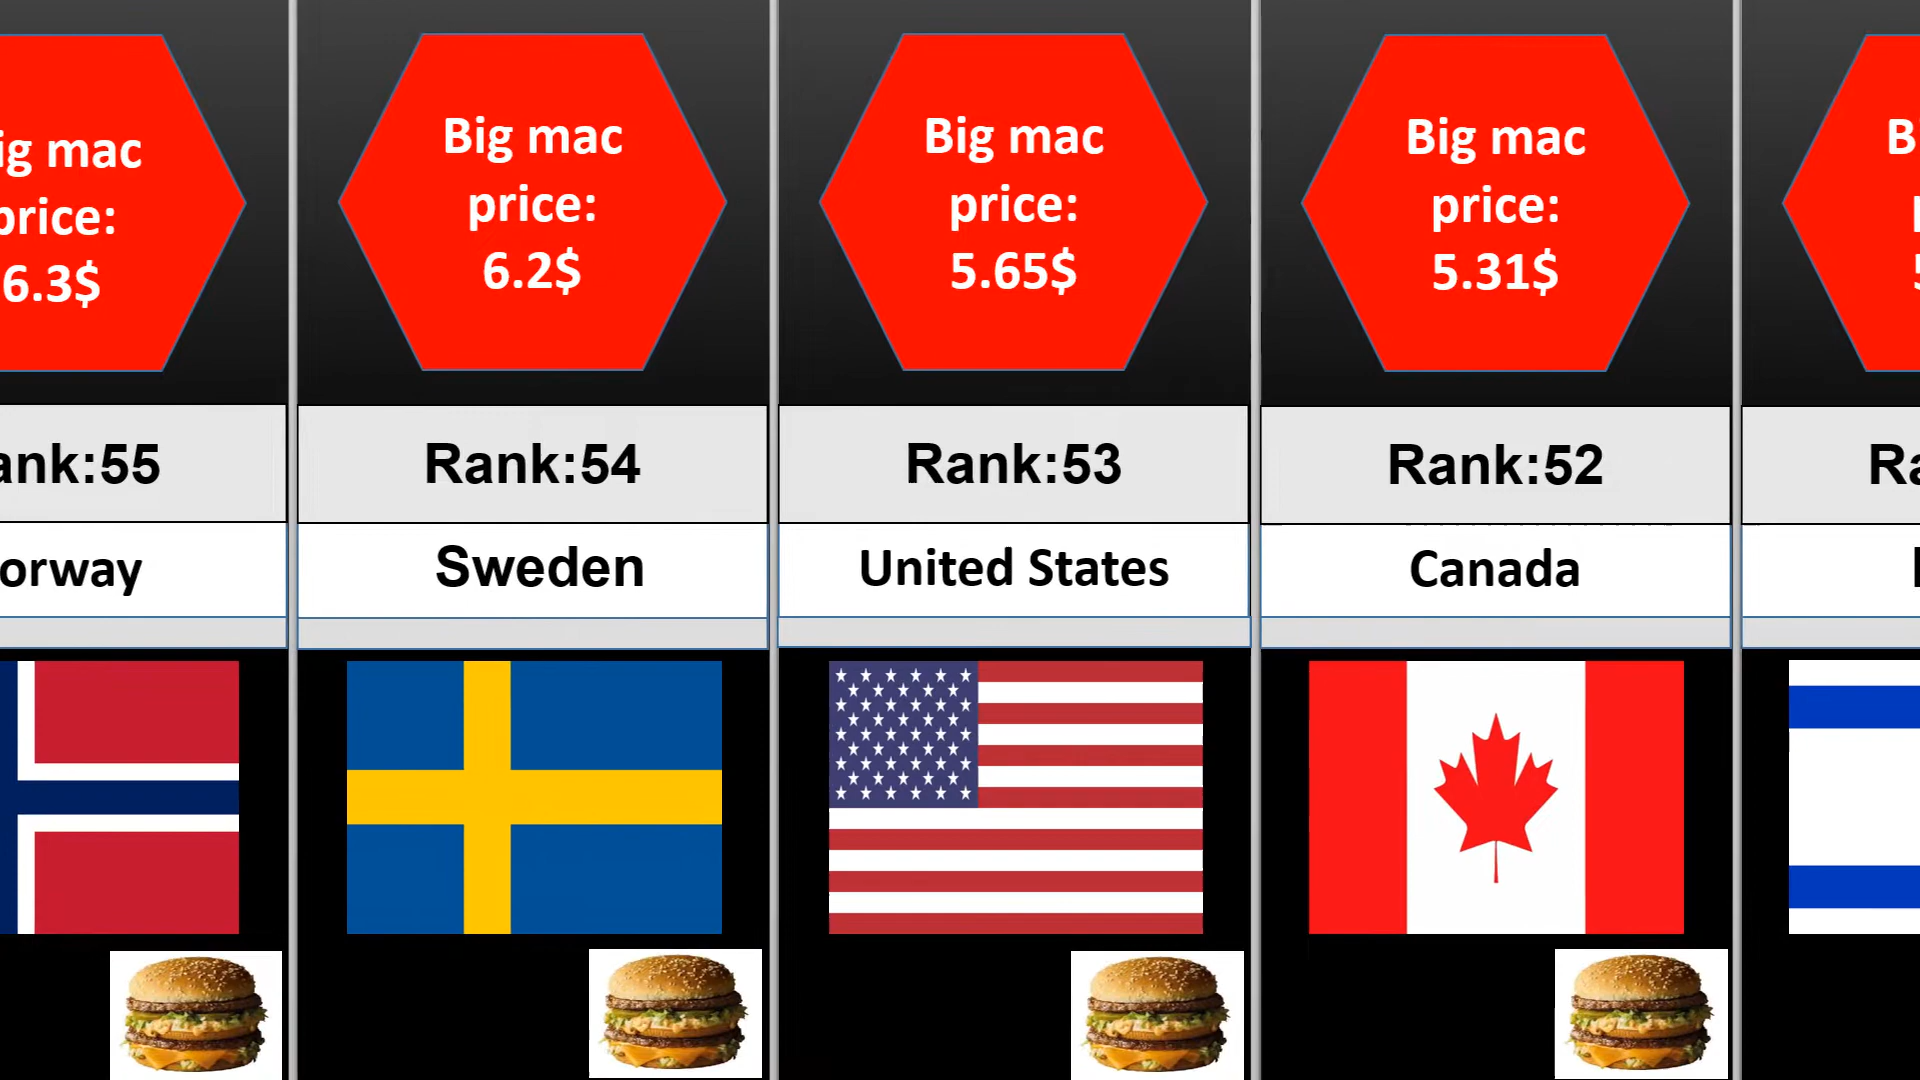 ig mac
price:
6.3$
ank:55
orway
Big mac
price:
6.2$
Rank:54
Sweden
Big mac
price:
5.65$
Rank:53
United States
Big mac
price:
5.31$
Rank:52
Canada
B
Ra